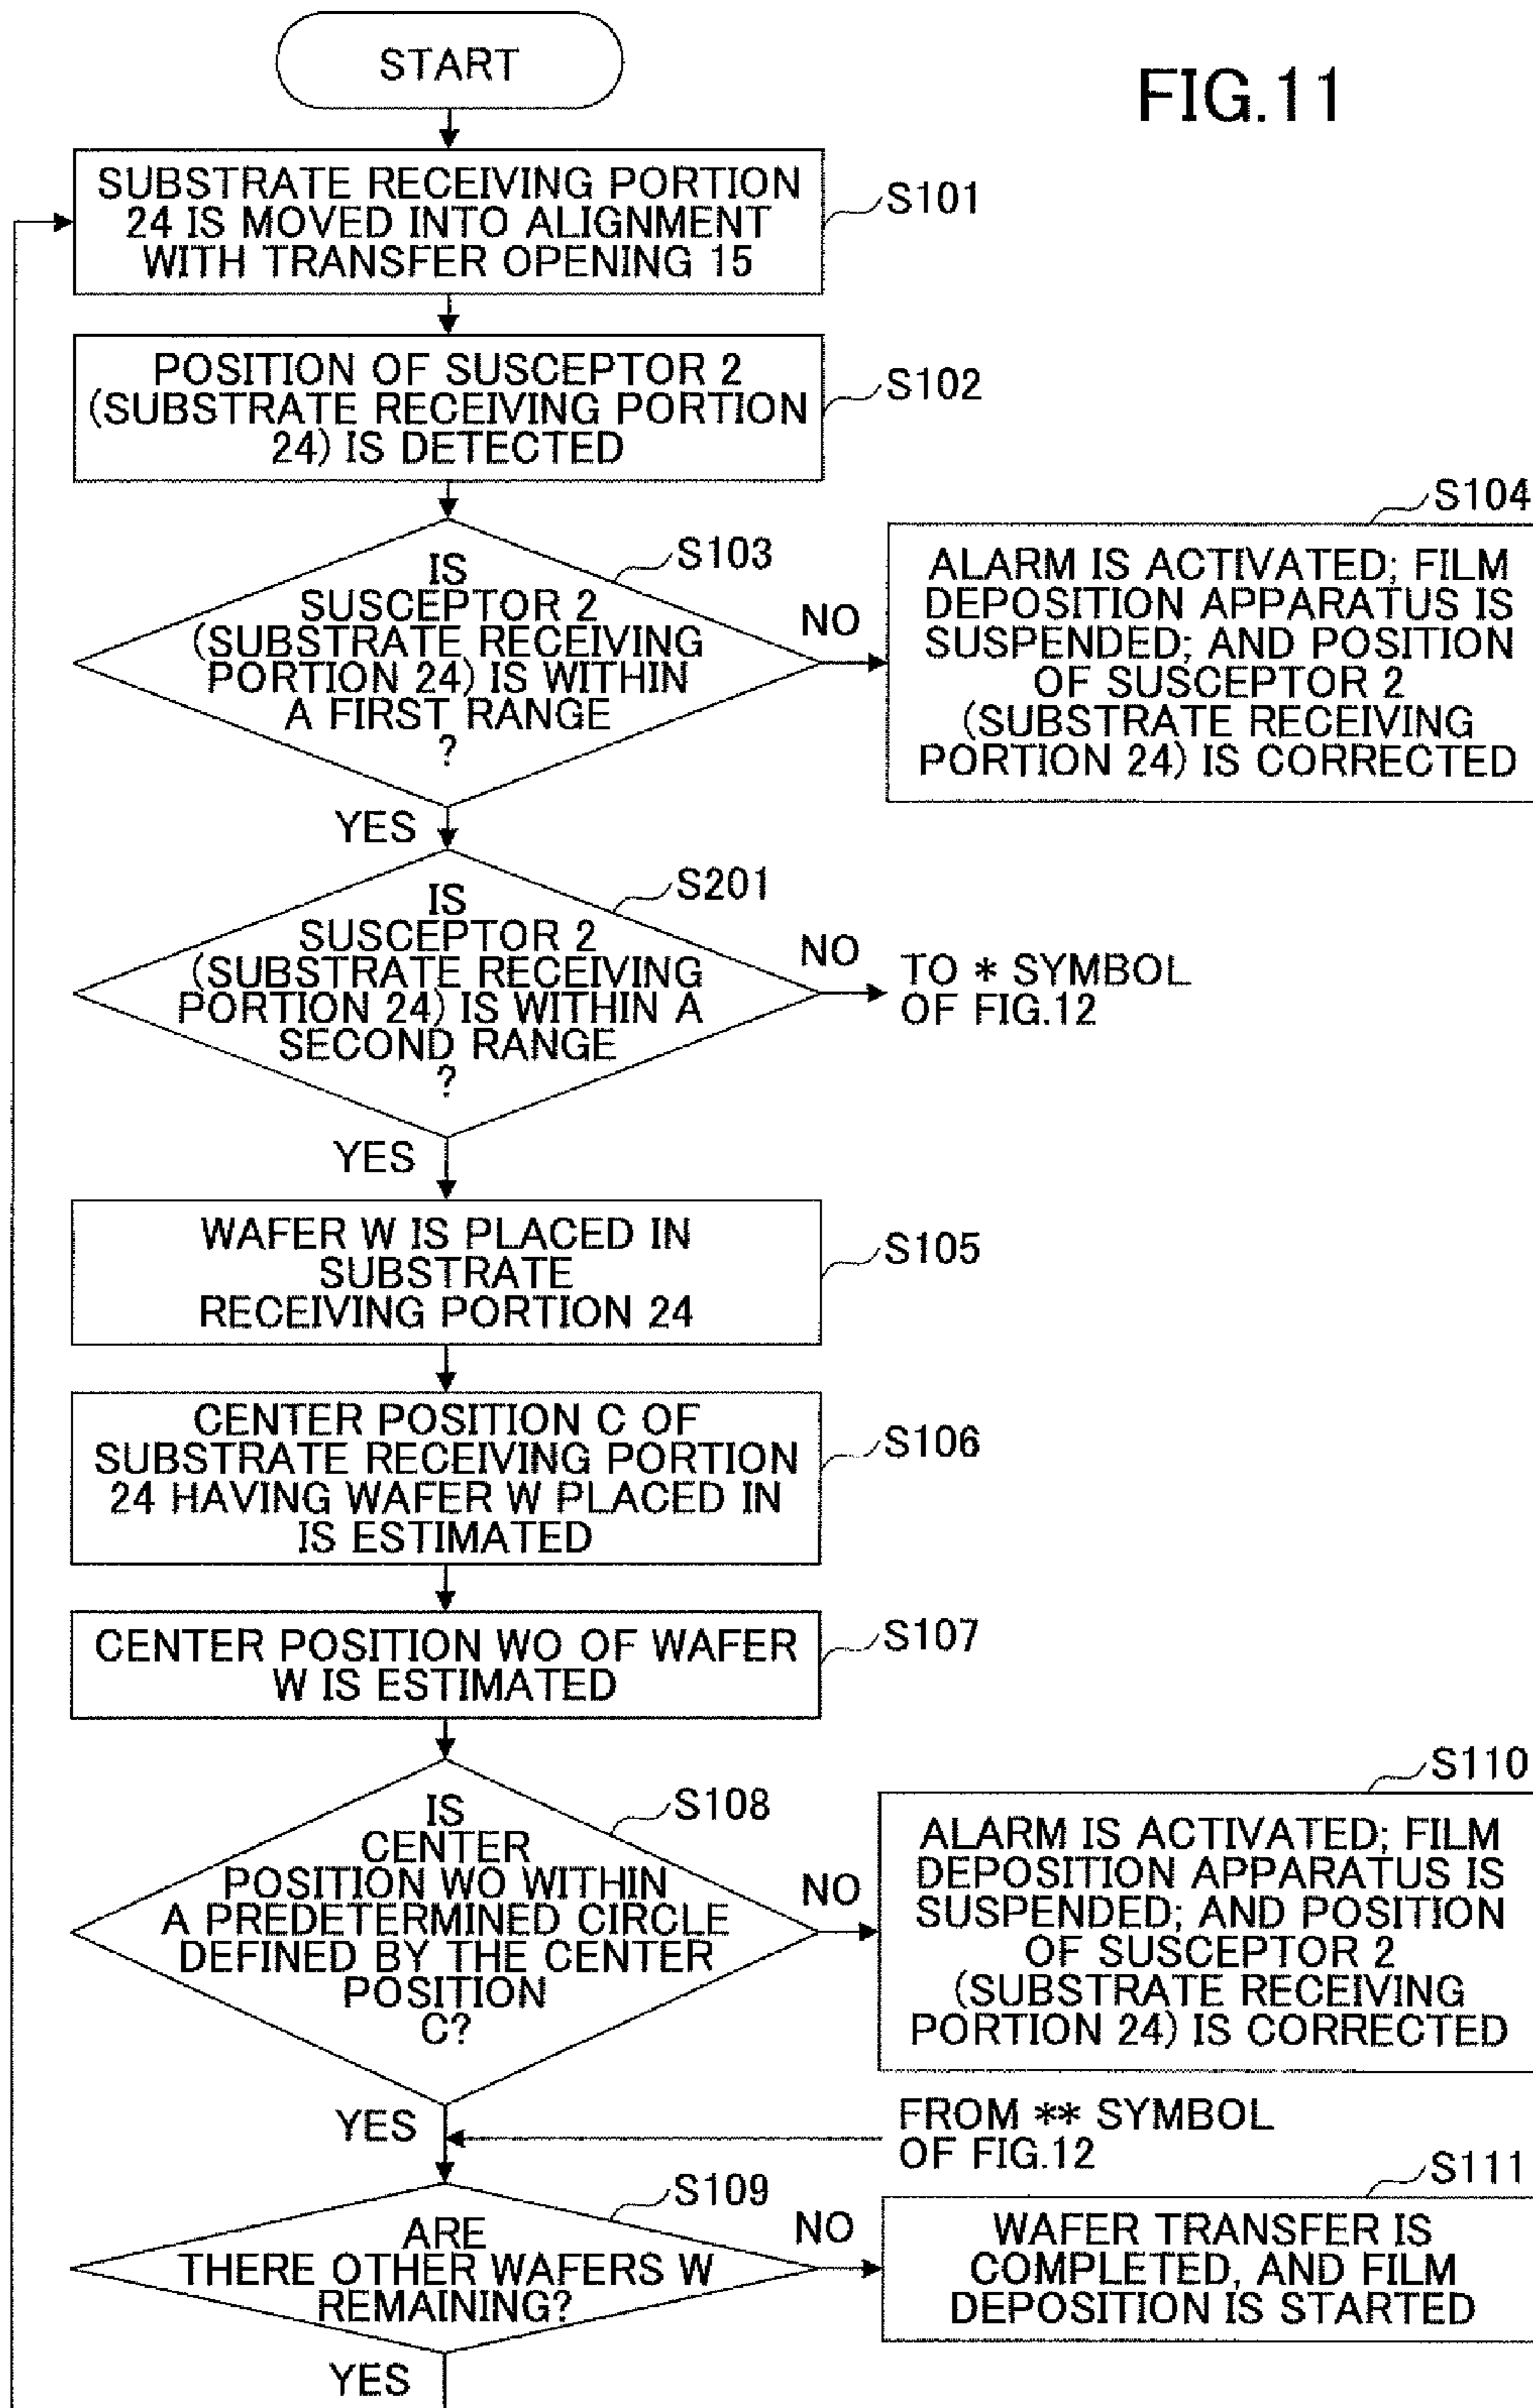 START
FIG.11
SUBSTRATE RECEIVING PORTION
24 IS MOVED INTO ALIGNMENT
WITH TRANSFER OPENING 15
S101
POSITION OF SUSCEPTOR 2
(SUBSTRATE RECEIVING PORTION
24) IS DETECTED
S102
IS
SUSCEPTOR 2
(SUBSTRATE RECEIVING
PORTION 24) IS WITHIN
A FIRST RANGE
?
S103
NO
S104
ALARM IS ACTIVATED; FILM
DEPOSITION APPARATUS IS
SUSPENDED; AND POSITION
OF SUSCEPTOR 2
(SUBSTRATE RECEIVING
PORTION 24) IS CORRECTED
YES
IS
SUSCEPTOR 2
(SUBSTRATE RECEIVING
PORTION 24) IS WITHIN A
SECOND RANGE
?
S201
NO
TO * SYMBOL
OF FIG.12
YES
WAFER W IS PLACED IN
SUBSTRATE
RECEIVING PORTION 24
S105
CENTER POSITION C OF
SUBSTRATE RECEIVING PORTION
24 HAVING WAFER W PLACED IN
IS ESTIMATED
S106
CENTER POSITION WO OF WAFER
W IS ESTIMATED
S107
IS
CENTER
POSITION WO WITHIN
A PREDETERMINED CIRCLE
DEFINED BY THE CENTER
POSITION
C?
S108
NO
S110
ALARM IS ACTIVATED; FILM
DEPOSITION APPARATUS IS
SUSPENDED; AND POSITION
OF SUSCEPTOR 2
(SUBSTRATE RECEIVING
PORTION 24) IS CORRECTED
YES
FROM ** SYMBOL
OF FIG.12
ARE
THERE OTHER WAFERS W
REMAINING?
S109
NO
S111
WAFER TRANSFER IS
COMPLETED, AND FILM
DEPOSITION IS STARTED
YES